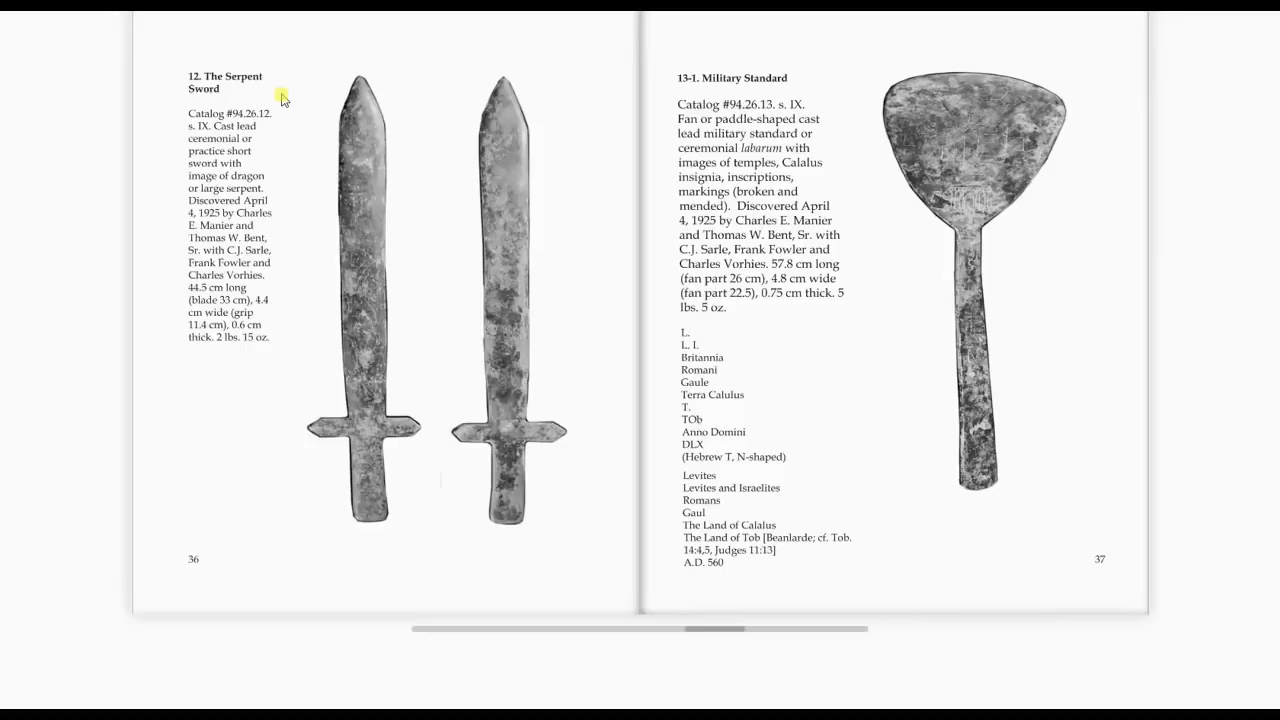 12. The Serpent
Sword
Catalog #94.26.12.
s. IX. Cast lead
ceremonial or
practice short
sword with
image of dragon
or large serpent.
Discovered April
4, 1925 by Charles
E. Manier and
Thomas W. Bent,
Sr. with C.J. Sarle,
Frank Fowler and
Charles Vorhies.
44.5 cm long
(blade 33 cm), 4.4
cm wide (grip
11.4 cm), 0.6 cm
thick. 2 lbs. 15 oz.
36
13-1. Military Standard
Catalog #94.26.13. s. IX.
Fan or paddle-shaped cast
lead military standard or
ceremonial labarum with
images of temples, Calalus
insignia, inscriptions,
markings (broken and
mended). Discovered April
4, 1925 by Charles E. Manier
and Thomas W. Bent, Sr. with
C.J. Sarle, Frank Fowler and
Charles Vorhies. 57.8 cm long
(fan part 26 cm), 4.8 cm wide
(fan part 22.5), 0.75 cm thick. 5
lbs. 5 oz.
L.
L. I.
Britannia
Romani
Gaule
Terra Calulus
T.
TOb
Anno Domini
DLX
(Hebrew T, N-shaped)
Levites
Levites and Israelites
Romans
Gaul
The Land of Calalus
The Land of Tob [Beanlarde; cf. Tob.
14:4,5, Judges 11:13]
A.D. 560
37